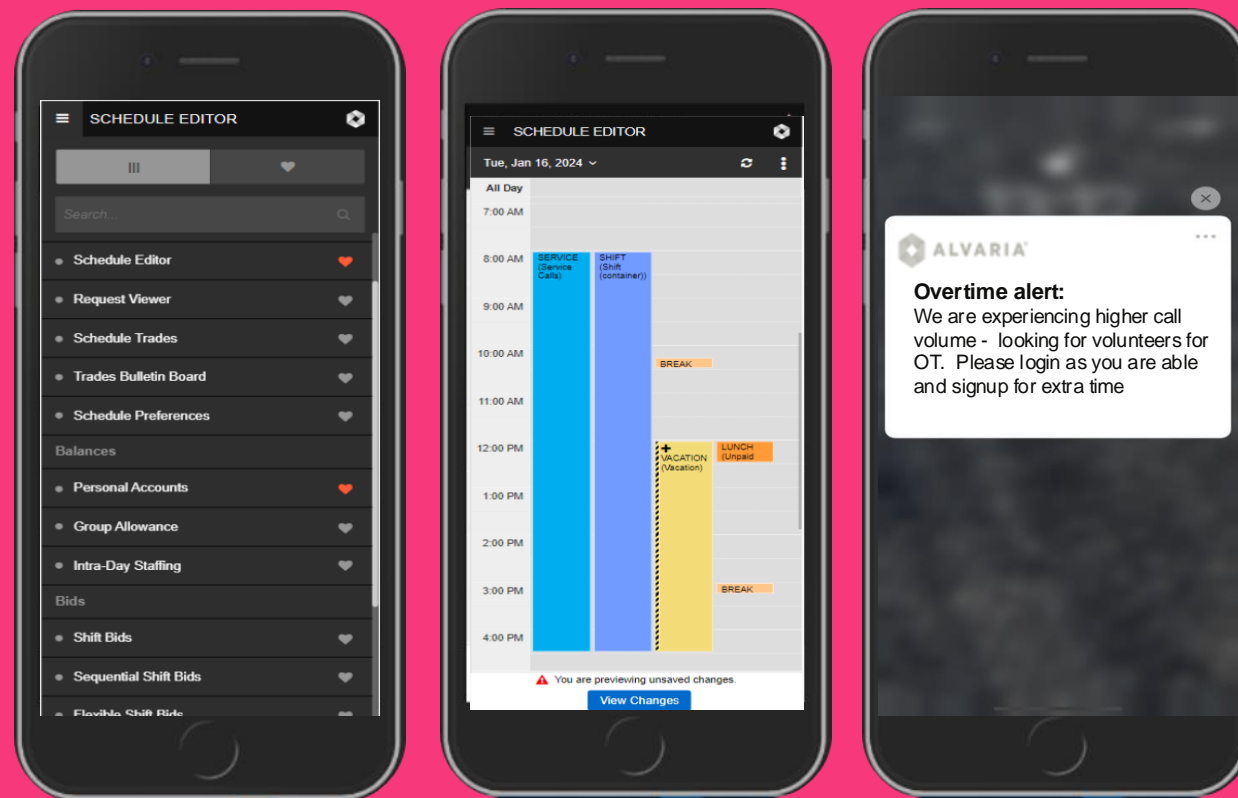 SCHEDULE EDITOR
Search...
Schedule Editor
Request Viewer
Schedule Trades
Trades Bulletin Board
Schedule Preferences
Balances
Personal Accounts
Group Allowance
Intra-Day Staffing
Bids
Shift Bids
Sequential Shift Bids
Flexible Shift Bids
SCHEDULE EDITOR
Tue, Jan 16, 2024
All Day
7:00 AM
8:00 AM
SERVICE
(Service
Calls)
SHIFT
(Shift
(container))
9:00 AM
10:00 AM
BREAK
11:00 AM
12:00 PM
VACATION
(Vacation)
LUNCH
(Unpaid
1:00 PM
2:00 PM
3:00 PM
BREAK
4:00 PM
You are previewing unsaved changes.
View Changes
ALVARIA
Overtime alert:
We are experiencing higher call
volume - looking for volunteers for
OT. Please login as you are able
and signup for extra time